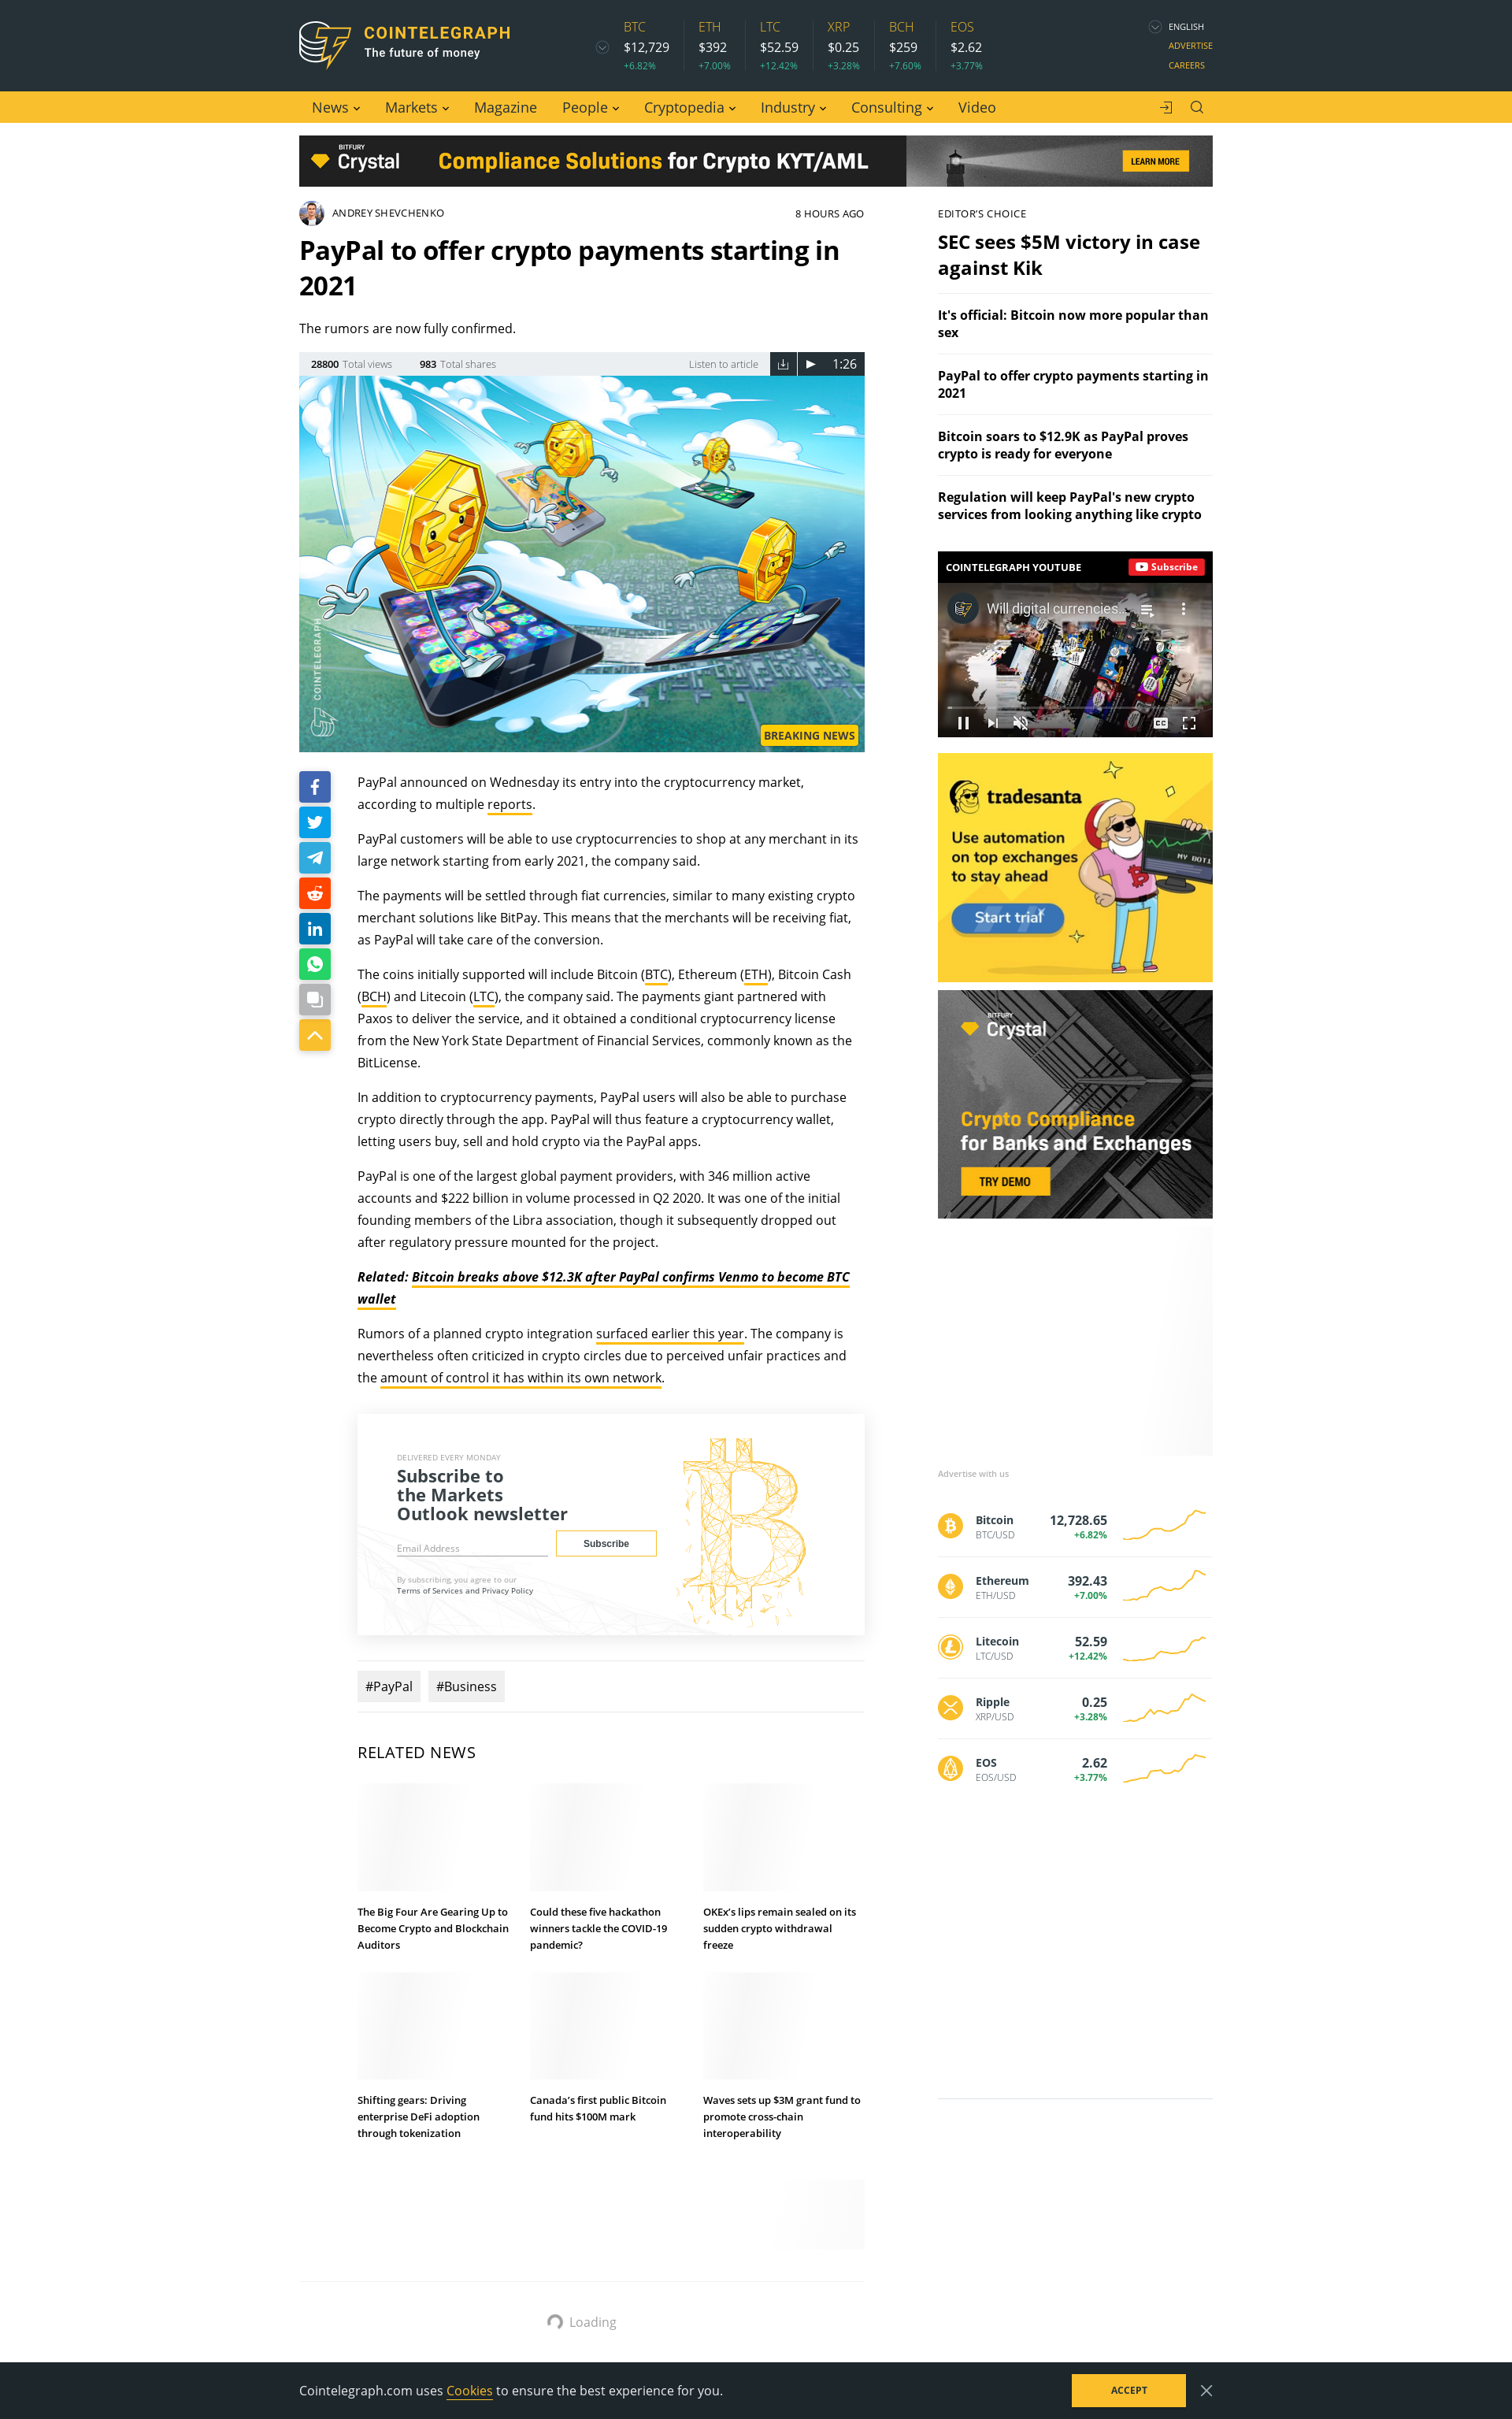 COINTELEGRAPH
The future of money
BTC
$12,729
+6.82%
ETH
$392
+7.00%
LTC
$52.59
+12.42%
XRP
$0.25
+3.28%
BCH
$259
+7.60%
EOS
$2.62
+3.77%
ENGLISH
ADVERTISE
CAREERS
News Markets Magazine People Cryptopedia Industry Consulting Video
BITFURY
Crystal
Compliance Solutions for Crypto KYT/AML
LEARN MORE
ANDREY SHEVCHENKO
8 HOURS AGO
PayPal to offer crypto payments starting in
2021
The rumors are now fully confirmed.
28800 Total views 983 Total shares Listen to article 1:26
COINTELEGRAPH
BREAKING NEWS
PayPal announced on Wednesday its entry into the cryptocurrency market,
according to multiple reports.
PayPal customers will be able to use cryptocurrencies to shop at any merchant in its
large network starting from early 2021, the company said.
The payments will be settled through fiat currencies, similar to many existing crypto
merchant solutions like BitPay. This means that the merchants will be receiving fiat,
as PayPal will take care of the conversion.
The coins initially supported will include Bitcoin (BTC), Ethereum (ETH), Bitcoin Cash
(BCH) and Litecoin (LTC), the company said. The payments giant partnered with
Paxos to deliver the service, and it obtained a conditional cryptocurrency license
from the New York State Department of Financial Services, commonly known as the
BitLicense.
In addition to cryptocurrency payments, PayPal users will also be able to purchase
crypto directly through the app. PayPal will thus feature a cryptocurrency wallet,
letting users buy, sell and hold crypto via the PayPal apps.
PayPal is one of the largest global payment providers, with 346 million active
accounts and $222 billion in volume processed in Q2 2020. It was one of the initial
founding members of the Libra association, though it subsequently dropped out
after regulatory pressure mounted for the project.
Related: Bitcoin breaks above $12.3K after PayPal confirms Venmo to become BTC
wallet
Rumors of a planned crypto integration surfaced earlier this year. The company is
nevertheless often criticized in crypto circles due to perceived unfair practices and
the amount of control it has within its own network.
DELIVERED EVERY MONDAY
Subscribe to
the Markets
Outlook newsletter
Email Address
Subscribe
By subscribing, you agree to our
Terms of Services and Privacy Policy
#PayPal #Business
RELATED NEWS
The Big Four Are Gearing Up to
Become Crypto and Blockchain
Auditors
Could these five hackathon
winners tackle the COVID-19
pandemic?
OKEx's lips remain sealed on its
sudden crypto withdrawal
freeze
Shifting gears: Driving
enterprise DeFi adoption
through tokenization
Canada's first public Bitcoin
fund hits $100M mark
Waves sets up $3M grant fund to
promote cross-chain
interoperability
Loading
EDITOR'S CHOICE
SEC sees $5M victory in case
against Kik
It's official: Bitcoin now more popular than
sex
PayPal to offer crypto payments starting in
2021
Bitcoin soars to $12.9K as PayPal proves
crypto is ready for everyone
Regulation will keep PayPal's new crypto
services from looking anything like crypto
COINTELEGRAPH YOUTUBE
Subscribe
Will digital currencies...
tradesanta
Use automation
on top exchanges
to stay ahead
MY BOT1
Start trial
BITFURY
Crystal
Crypto Compliance
for Banks and Exchanges
TRY DEMO
Advertise with us
Bitcoin 12,728.65
BTC/USD +6.82%
Ethereum 392.43
ETH/USD +7.00%
Litecoin 52.59
LTC/USD +12.42%
Ripple 0.25
XRP/USD +3.28%
EOS 2.62
EOS/USD +3.77%
Cointelegraph.com uses Cookies to ensure the best experience for you.
ACCEPT